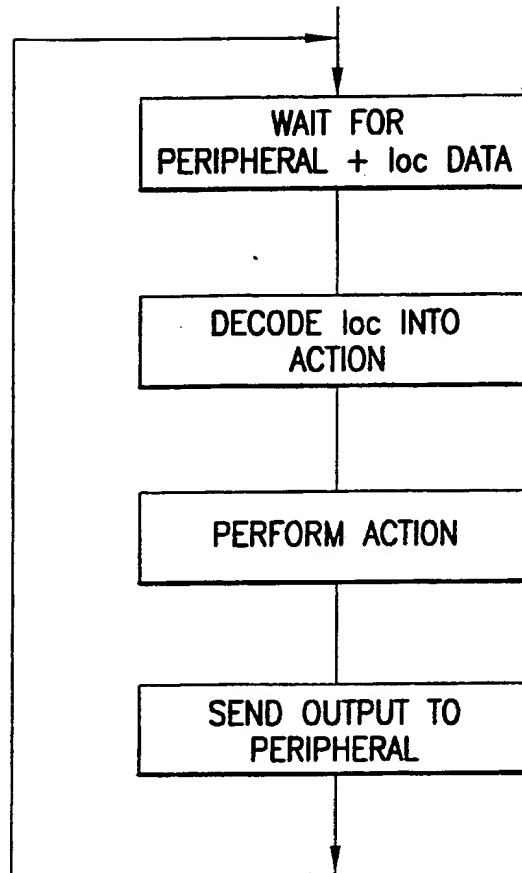 WAIT FOR
PERIPHERAL + loc DATA
DECODE loc INTO
ACTION
PERFORM ACTION
SEND OUTPUT TO
PERIPHERAL